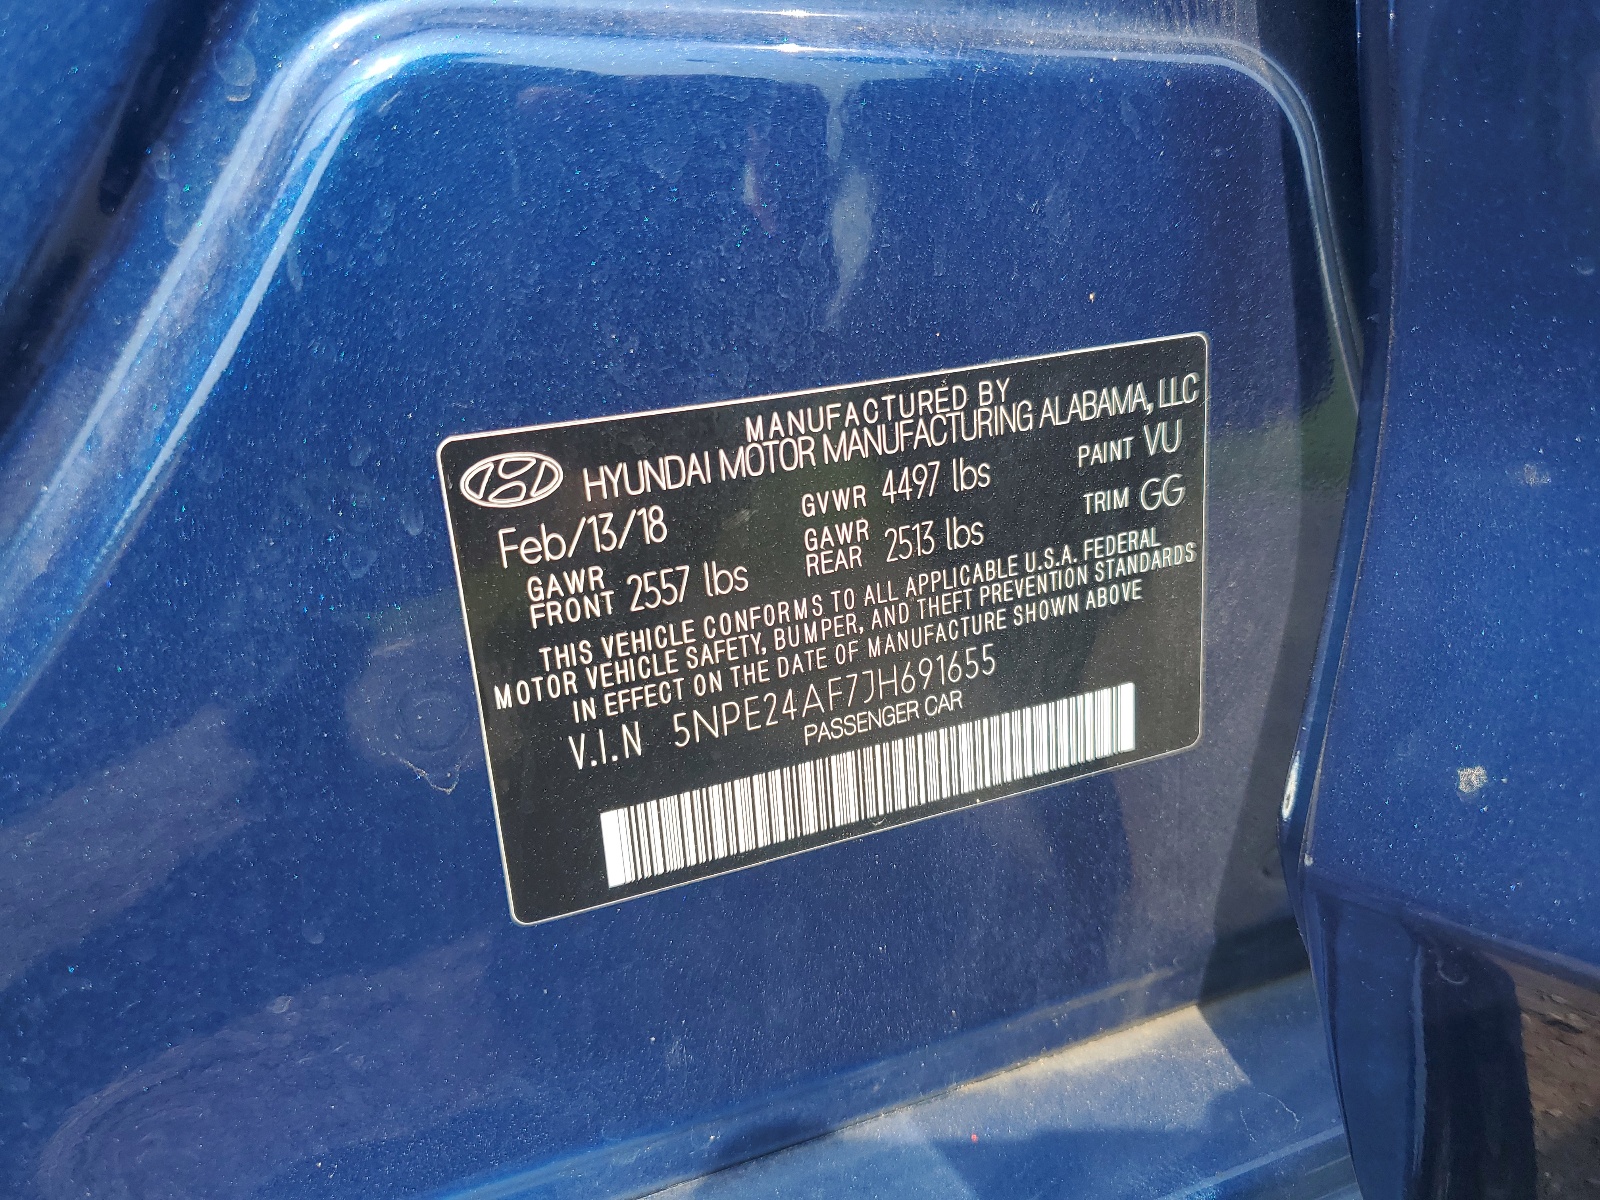 MANUFACTURED BY
HYUNDAI MOTOR MANUFACTURING ALABAMA, LLC
Feb/13/18 GVWR 4497 lbs PAINT VU
GAWR FRONT 2557 lbs GAWR REAR 2513 lbs TRIM GG
THIS VEHICLE CONFORMS TO ALL APPLICABLE U.S.A. FEDERAL
MOTOR VEHICLE SAFETY, BUMPER, AND THEFT PREVENTION STANDARDS
IN EFFECT ON THE DATE OF MANUFACTURE SHOWN ABOVE
V.I.N 5NPE24AF7JH691655
PASSENGER CAR